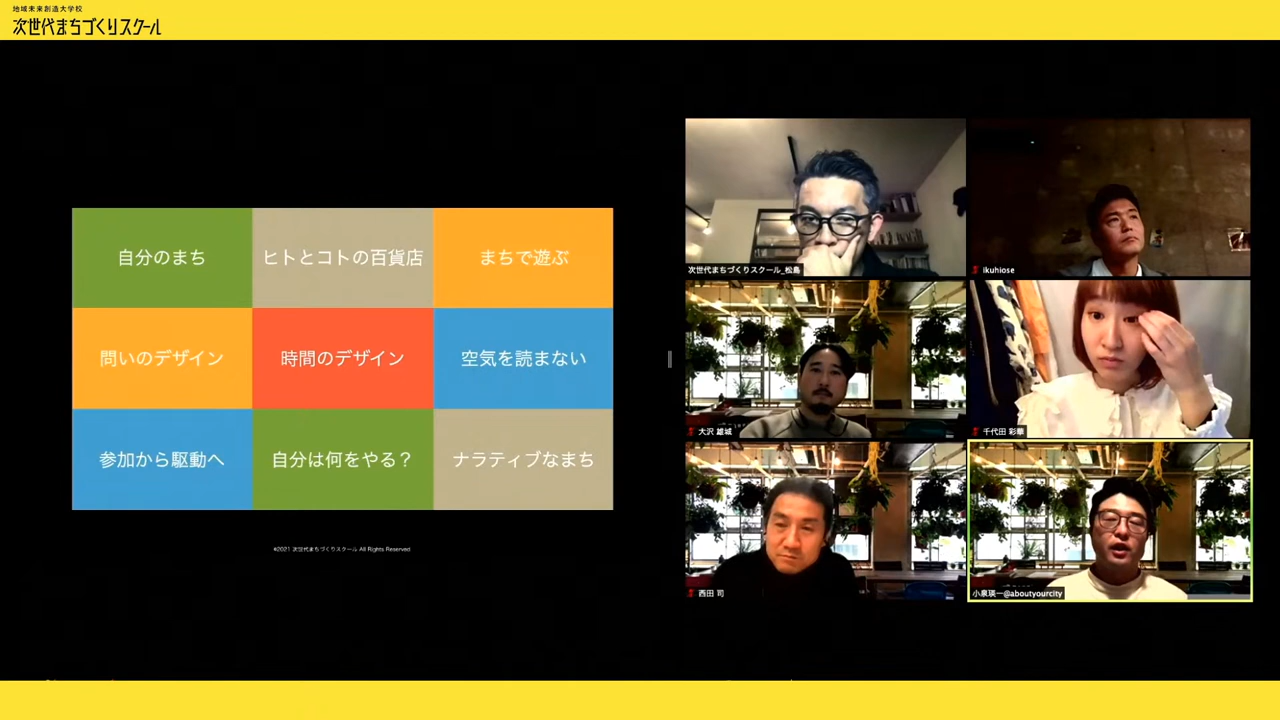 地域未来創造大学校
次世代まちづくりスクール
自分のまち
ヒトとコトの百貨店
まちで遊ぶ
問いのデザイン
時間のデザイン
空気を読まない
参加から駆動へ
自分は何をやる？
ナラティブなまち
©2021 次世代まちづくりスクール All Rights Reserved
次世代まちづくりスクール_松島
ikuhiose
大沢 雄城
千代田 彩華
西田 司
小泉瑛一@aboutyourcity